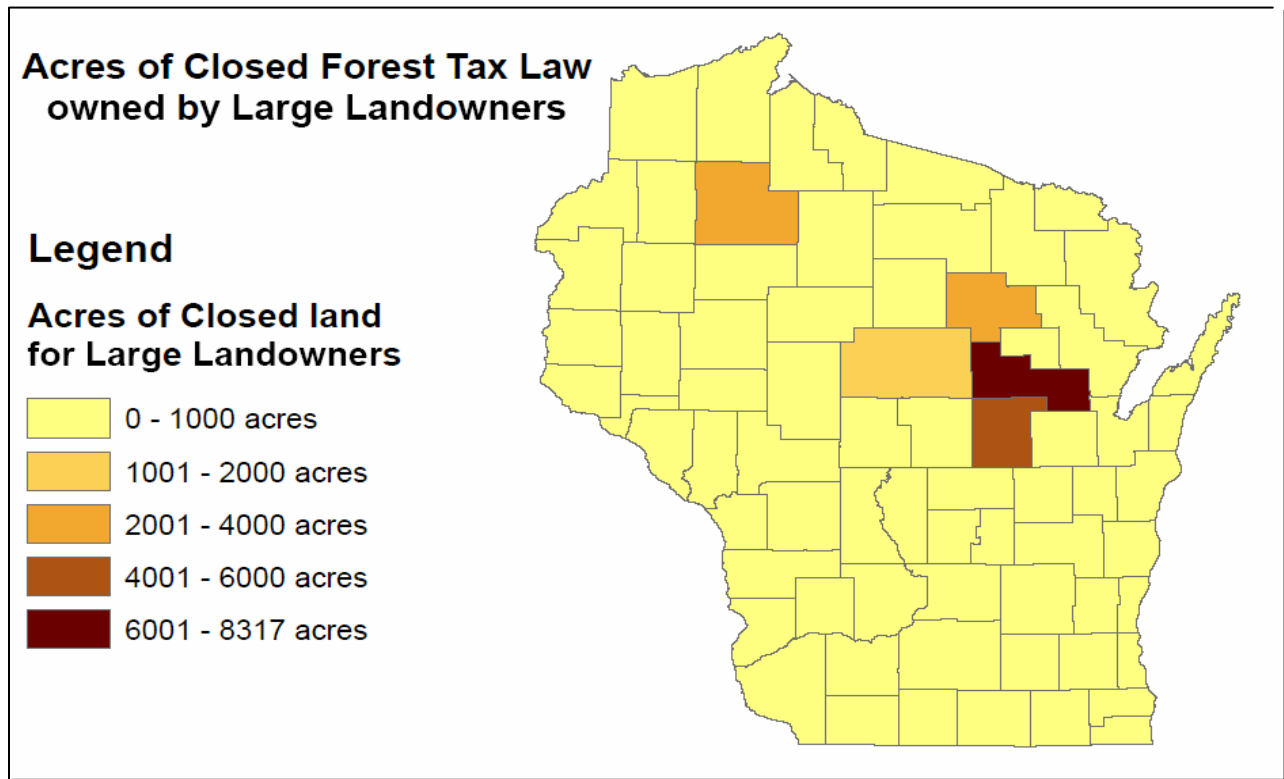 Acres of Closed Forest Tax Law
owned by Large Landowners
Legend
Acres of Closed land
for Large Landowners
0 - 1000 acres
1001 - 2000 acres
2001 - 4000 acres
4001 - 6000 acres
6001 - 8317 acres